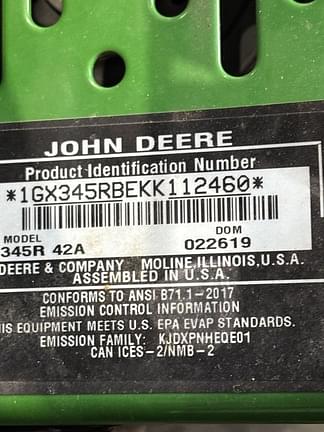 JOHN DEERE
Product Identification Number
*1GX345RBEKK112460*
MODEL DOM
345R 42A 022619
DEERE & COMPANY MOLINE, ILLINOIS, U.S.A.
ASSEMBLED IN U.S.A.
CONFORMS TO ANSI B71.1-2017
EMISSION CONTROL INFORMATION
THIS EQUIPMENT MEETS U.S. EPA EVAP STANDARDS.
EMISSION FAMILY: KJDXPNHEQE01
CAN ICES-2/NMB-2